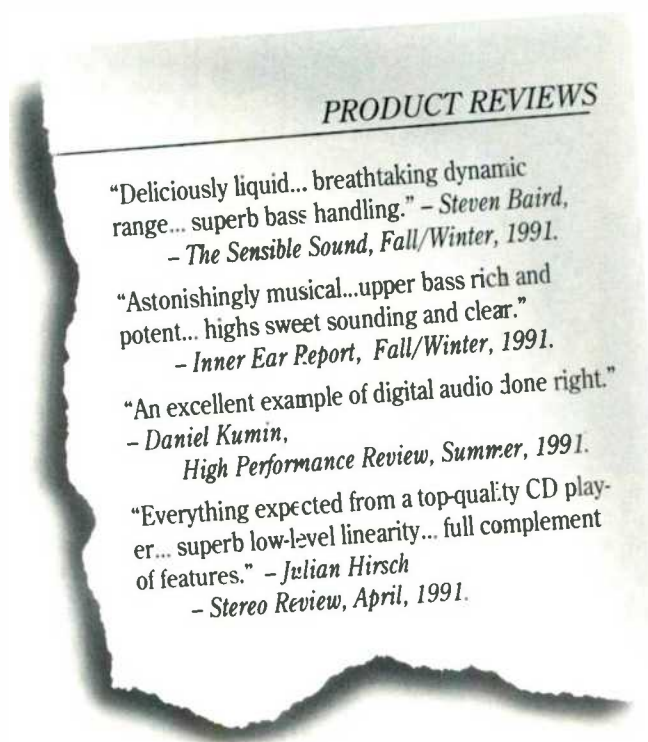 PRODUCT REVIEWS
“Deliciously liquid... breathtaking dynamic
range... superb bass handling.” – Steven Baird,
– The Sensible Sound, Fall/Winter, 1991.
“Astonishingly musical...upper bass rich and
potent... highs sweet sounding and clear.”
– Inner Ear Report, Fall/Winter, 1991.
“An excellent example of digital audio done right.”
– Daniel Kumin,
High Performance Review, Summer, 1991.
“Everything expected from a top-quality CD play-
er... superb low-level linearity... full complement
of features.” – Julian Hirsch
– Stereo Review, April, 1991.